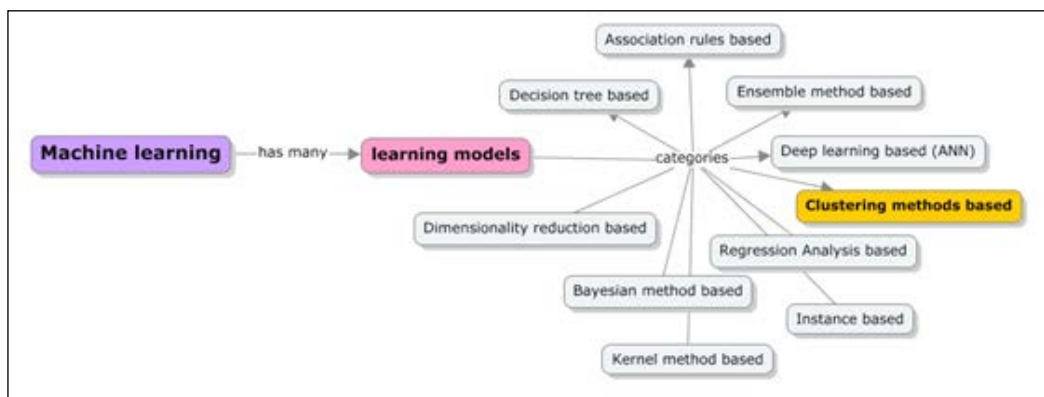 Association rules based
Decision tree based
Ensemble method based
Machine learning
has many
learning models
categories
Deep learning based (ANN)
Clustering methods based
Dimensionality reduction based
Regression Analysis based
Bayesian method based
Instance based
Kernel method based